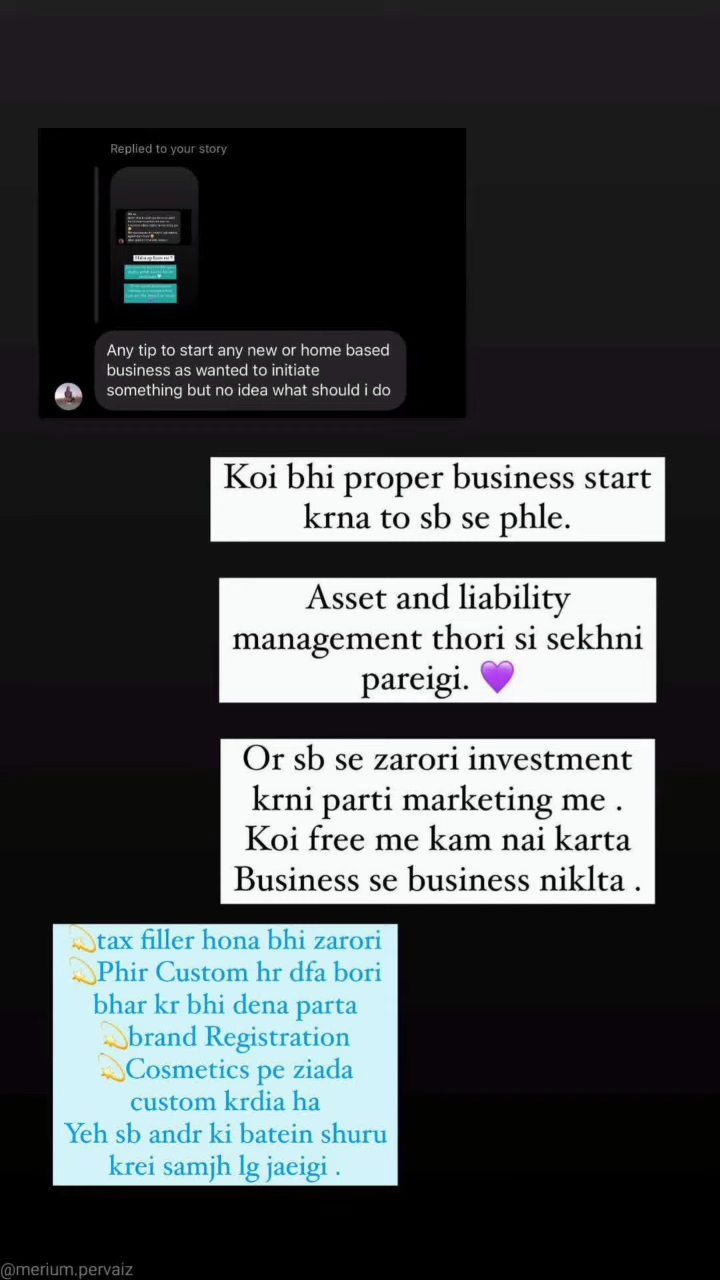 Replied to your story
Any tip to start any new or home based
business as wanted to initiate
something but no idea what should i do
Koi bhi proper business start
krna to sb se phle.
Asset and liability
management thori si sekhni
pareigi. 💜
Or sb se zarori investment
krni parti marketing me .
Koi free me kam nai karta
Business se business niklta .
💫tax filler hona bhi zarori
💫Phir Custom hr dfa bori
bhar kr bhi dena parta
💫brand Registration
💫Cosmetics pe ziada
custom krdia ha
Yeh sb andr ki batein shuru
krei samjh lg jaeigi .
@merium.pervaiz